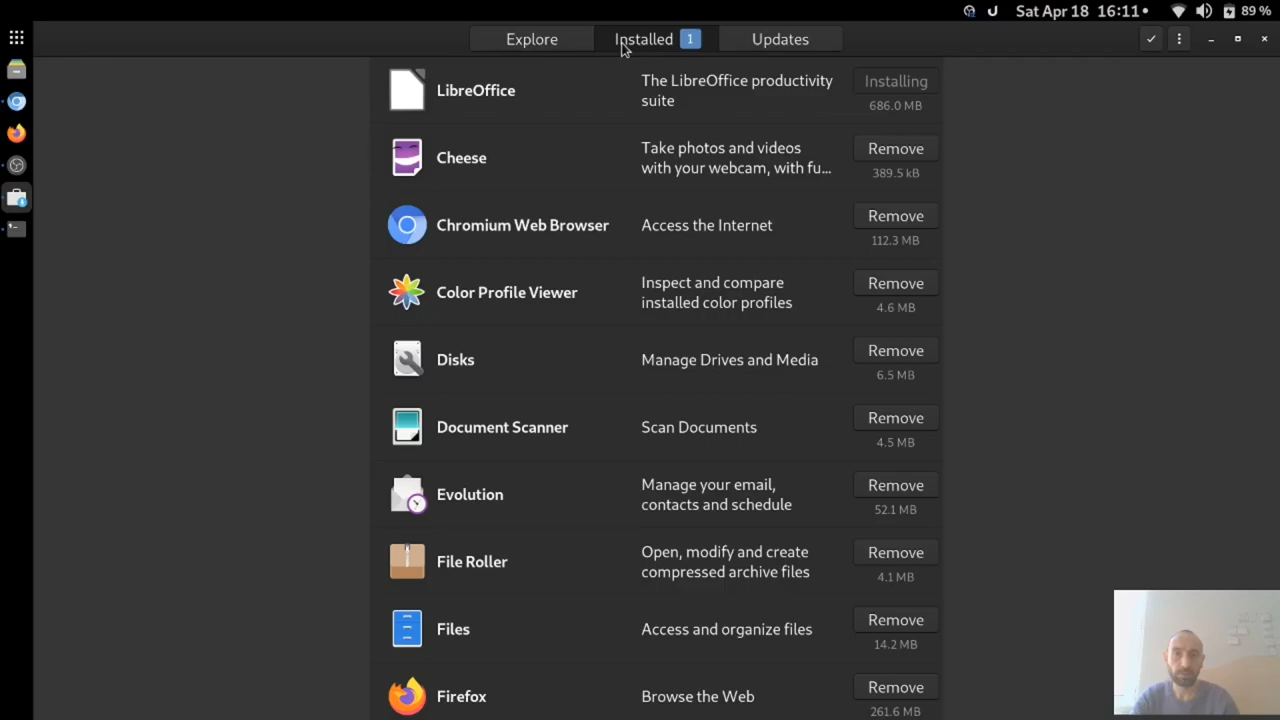 Sat Apr 18 16:11
89 %
Explore
Installed 1
Updates
LibreOffice
The LibreOffice productivity
suite
Installing
686.0 MB
Cheese
Take photos and videos
with your webcam, with fu...
Remove
389.5 kB
Chromium Web Browser
Access the Internet
Remove
112.3 MB
Color Profile Viewer
Inspect and compare
installed color profiles
Remove
4.6 MB
Disks
Manage Drives and Media
Remove
6.5 MB
Document Scanner
Scan Documents
Remove
4.5 MB
Evolution
Manage your email,
contacts and schedule
Remove
52.1 MB
File Roller
Open, modify and create
compressed archive files
Remove
4.1 MB
Files
Access and organize files
Remove
14.2 MB
Firefox
Browse the Web
Remove
261.6 MB